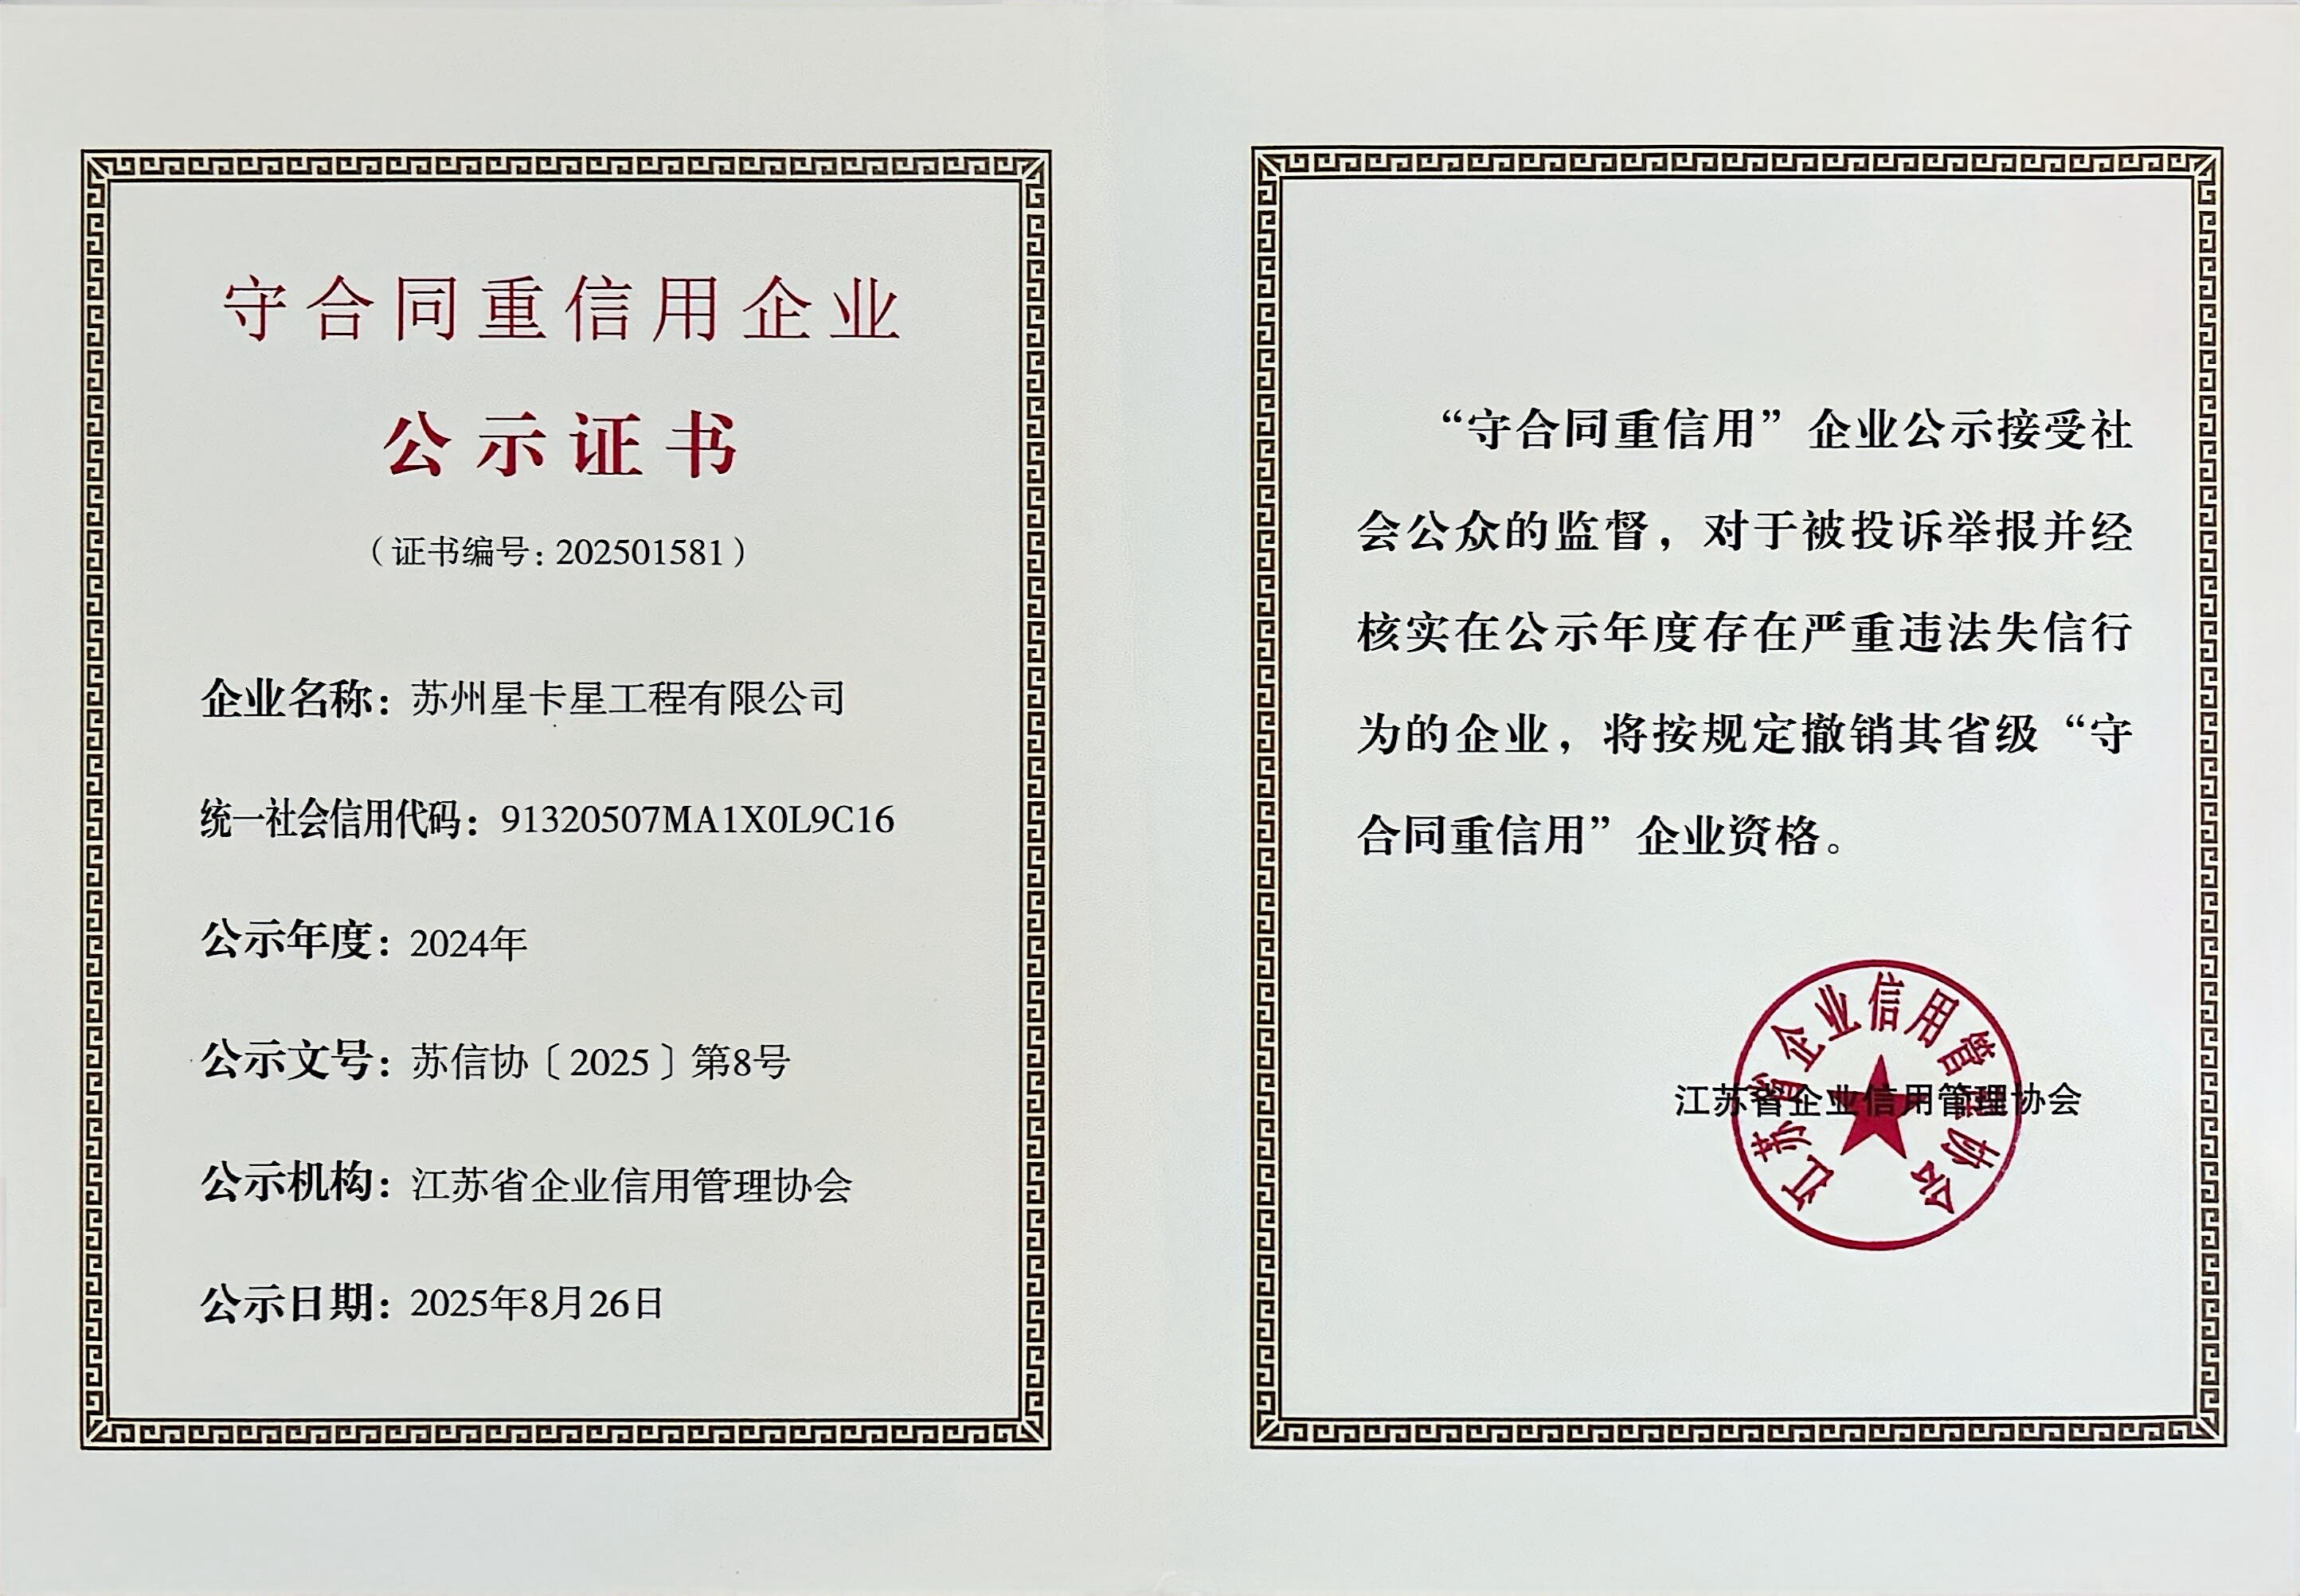 守合同重信用企业
公示证书
（证书编号：202501581）
企业名称：苏州星卡星工程有限公司
统一社会信用代码：91320507MA1X0L9C16
公示年度：2024年
公示文号：苏信协〔2025〕第8号
公示机构：江苏省企业信用管理协会
公示日期：2025年8月26日
“守合同重信用”企业公示接受社
会公众的监督，对于被投诉举报并经
核实在公示年度存在严重违法失信行
为的企业，将按规定撤销其省级“守
合同重信用”企业资格。
江苏省企业信用管理协会
江苏省企业信用管理协会